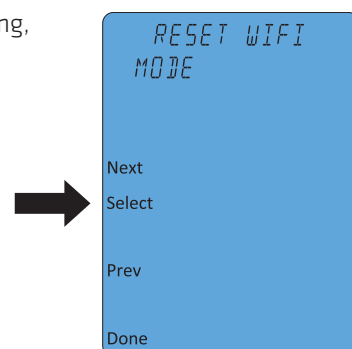 ng,
RESET WIFI
MODE
Next
Select
Prev
Done